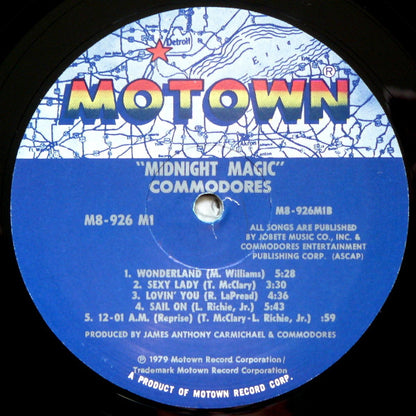 Detroit
Erie
MOTOWN®
"MIDNIGHT MAGIC"
COMMODORES
M8-926 M1
M8-926M1B
ALL SONGS ARE PUBLISHED
BY JOBETE MUSIC CO., INC. &
COMMODORES ENTERTAINMENT
PUBLISHING CORP. (ASCAP)
1. WONDERLAND (M. Williams) 5:28
2. SEXY LADY (T. McClary) 3:30
3. LOVIN' YOU (R. LaPread) 4:36
4. SAIL ON (L. Richie, Jr.) 5:43
5. 12-01 A.M. (Reprise) (T. McClary-L. Richie, Jr.) :59
PRODUCED BY JAMES ANTHONY CARMICHAEL & COMMODORES
℗ 1979 Motown Record Corporation/
Trademark Motown Record Corporation
A PRODUCT OF MOTOWN RECORD CORP.